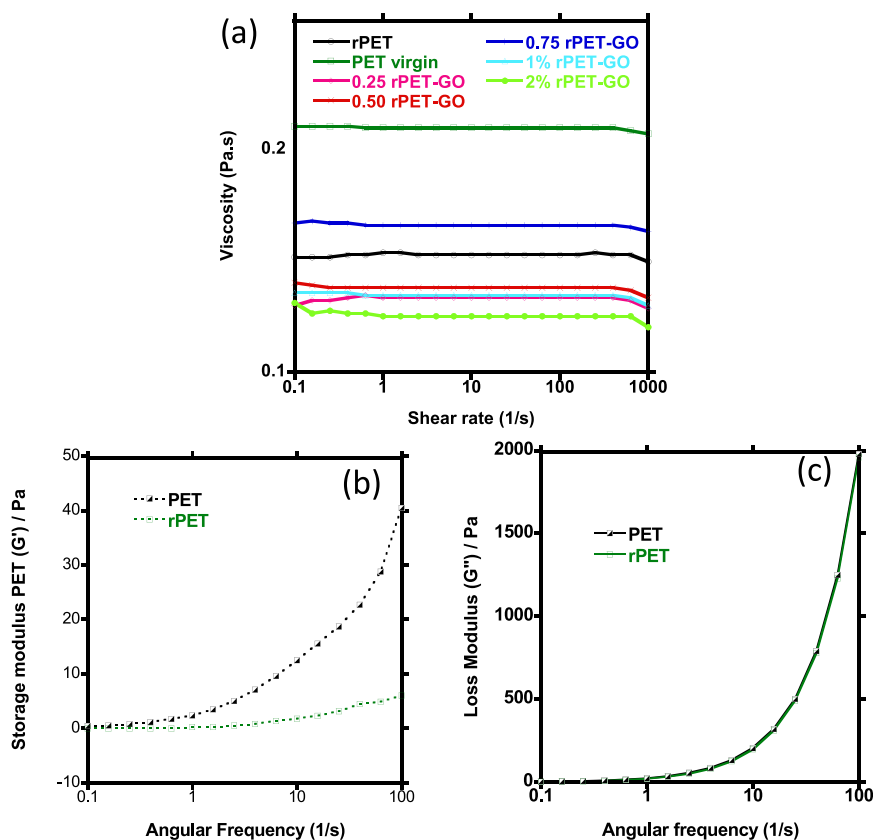 (a)
rPET
PET virgin
0.25 rPET-GO
0.50 rPET-GO
0.75 rPET-GO
1% rPET-GO
2% rPET-GO
Viscosity (Pa.s)
0.2
0.1
0.1 1 10 100 1000
Shear rate (1/s)
(b)
PET
rPET
Storage modulus PET (G') / Pa
50
40
30
20
10
0
-10
0.1 1 10 100
Angular Frequency (1/s)
(c)
PET
rPET
Loss Modulus (G'') / Pa
2000
1500
1000
500
0
0.1 1 10 100
Angular frequency (1/s)